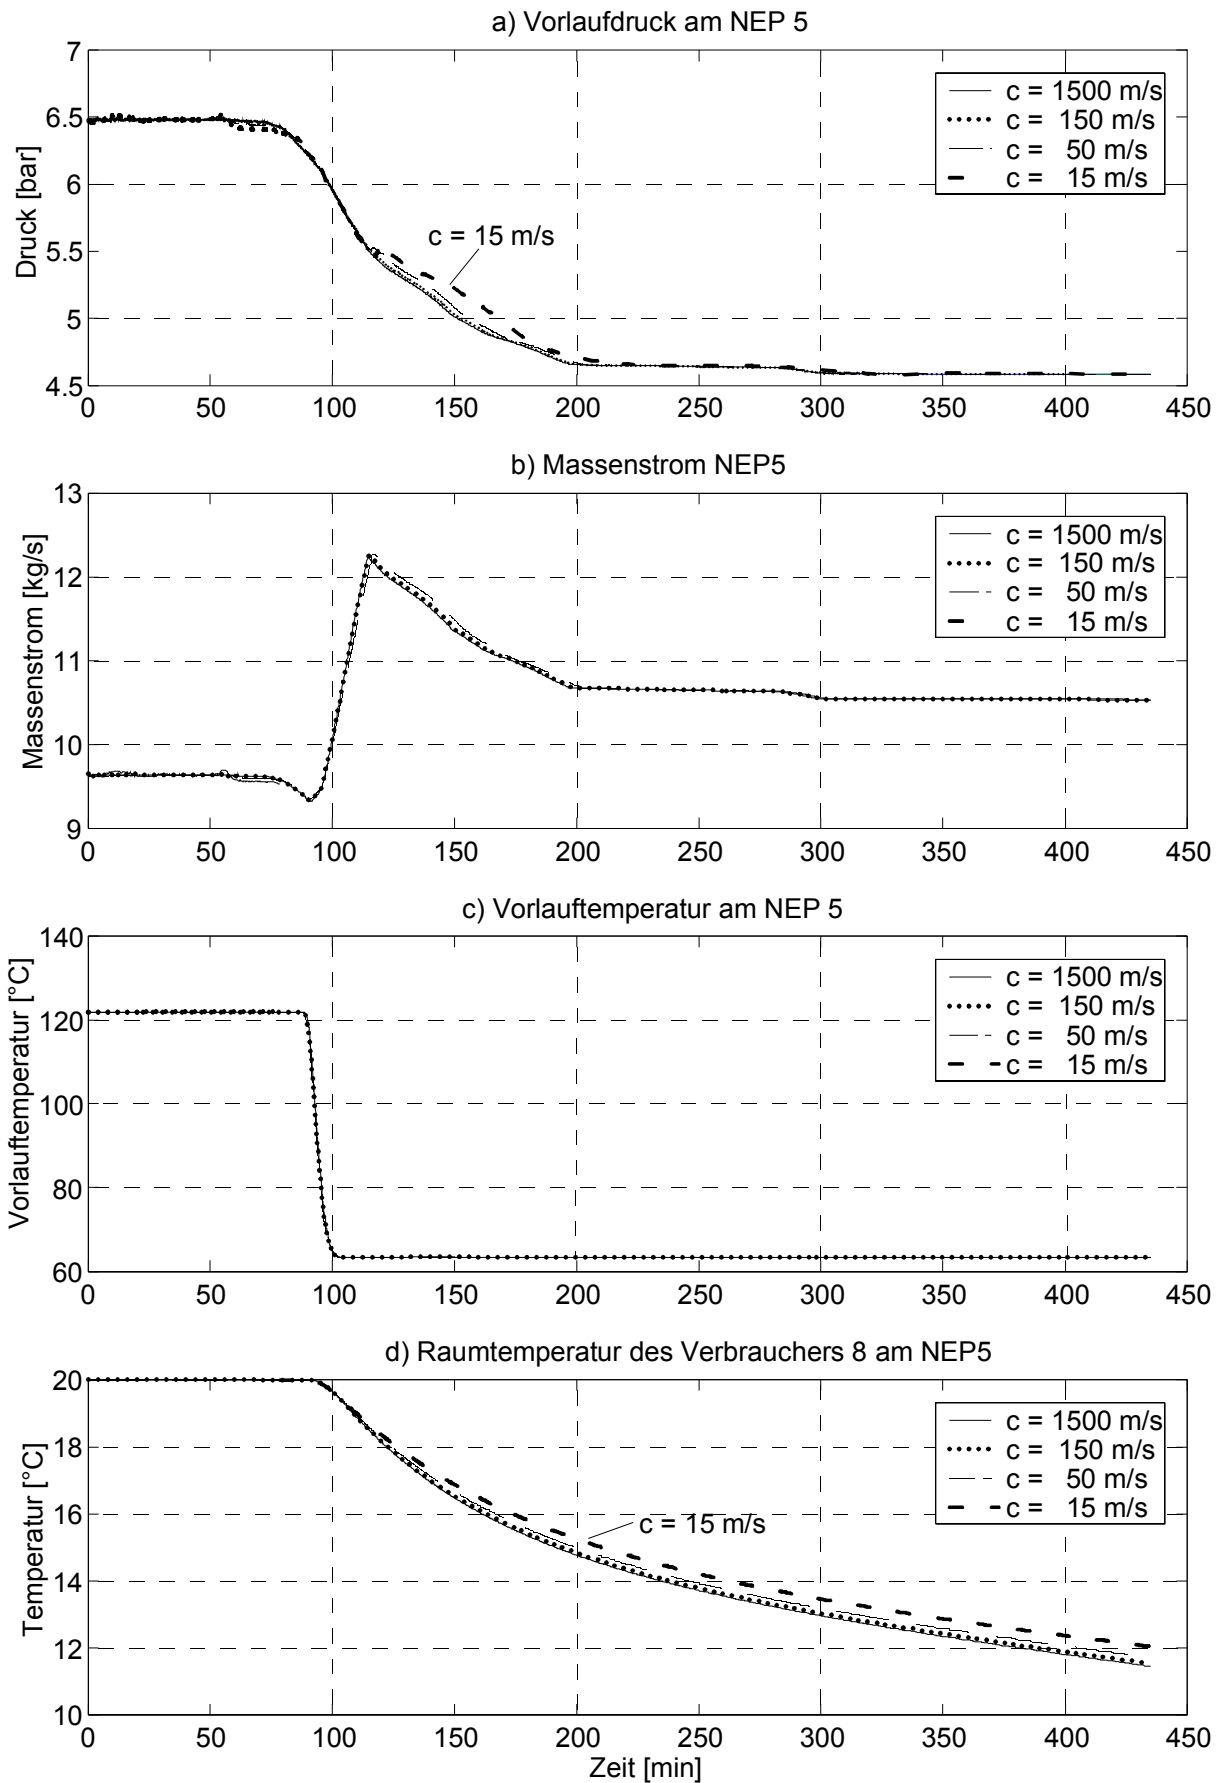 a) Vorlaufdruck am NEP 5
7
6.5
6
5.5
5
4.5
Druck [bar]
c = 1500 m/s
c = 150 m/s
c = 50 m/s
c = 15 m/s
c = 15 m/s
0 50 100 150 200 250 300 350 400 450
b) Massenstrom NEP5
13
12
11
10
9
Massenstrom [kg/s]
c = 1500 m/s
c = 150 m/s
c = 50 m/s
c = 15 m/s
0 50 100 150 200 250 300 350 400 450
c) Vorlauftemperatur am NEP 5
140
120
100
80
60
Vorlauftemperatur [°C]
c = 1500 m/s
c = 150 m/s
c = 50 m/s
c = 15 m/s
0 50 100 150 200 250 300 350 400 450
d) Raumtemperatur des Verbrauchers 8 am NEP5
20
18
16
14
12
10
Temperatur [°C]
c = 1500 m/s
c = 150 m/s
c = 50 m/s
c = 15 m/s
c = 15 m/s
0 50 100 150 200 250 300 350 400 450
Zeit [min]